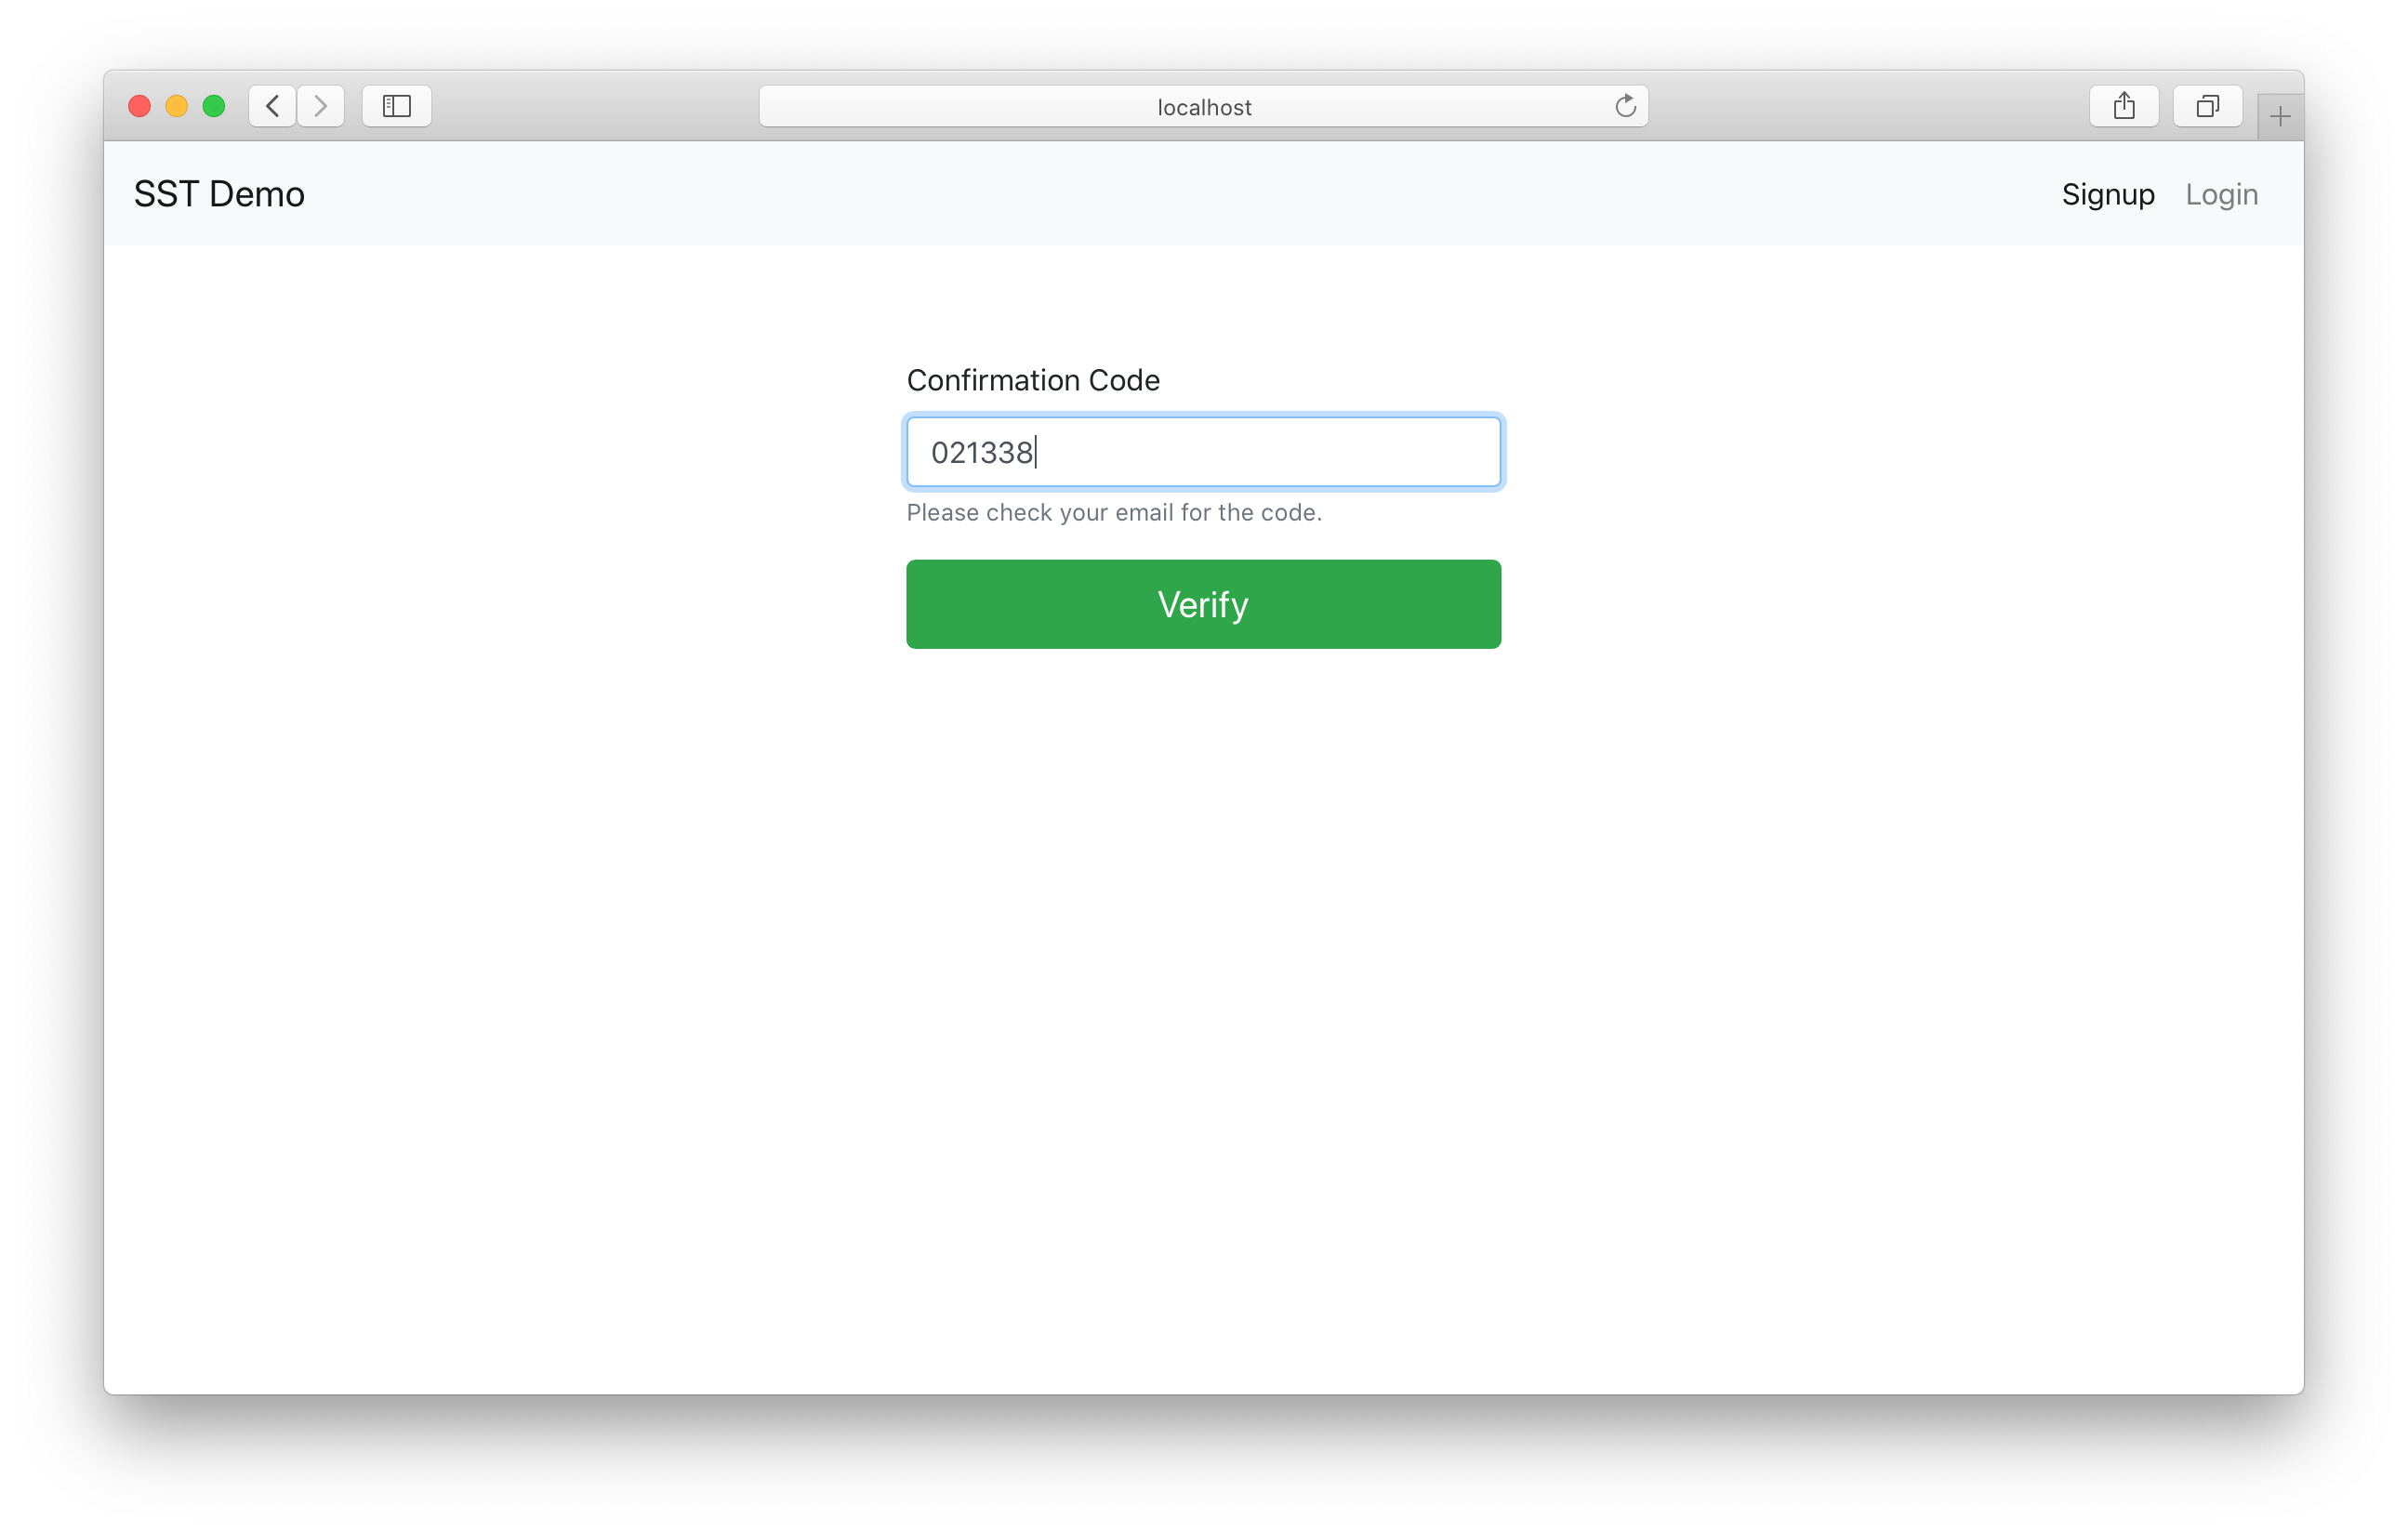 localhost
SST Demo
Signup Login
Confirmation Code
021338
Please check your email for the code.
Verify